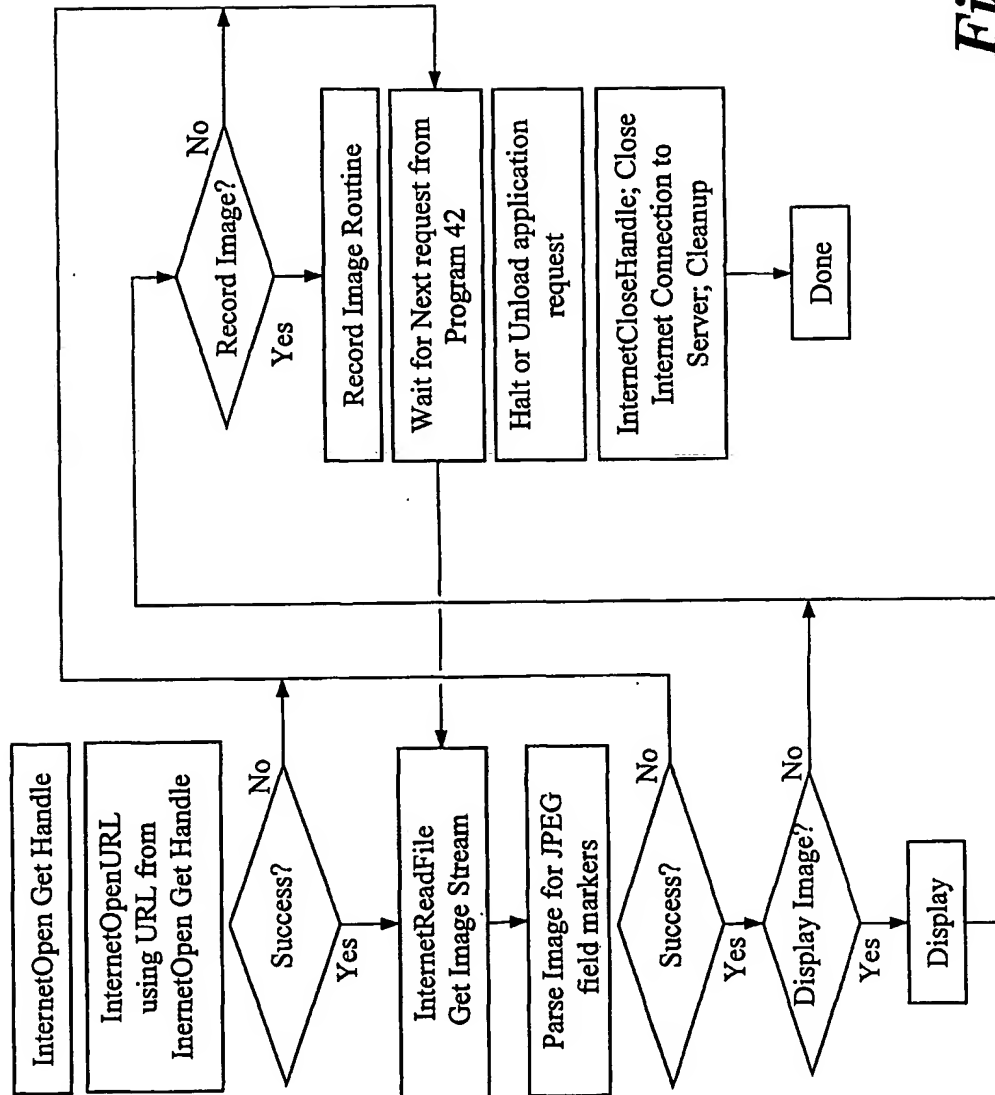 InternetOpen Get Handle
InternetOpenURL
using URL from
InernetOpen Get Handle
Success?
No
Yes
InternetReadFile
Get Image Stream
Parse Image for JPEG
field markers
Success?
No
Yes
Display Image?
No
Yes
Display
Record Image?
No
Yes
Record Image Routine
Wait for Next request from
Program 42
Halt or Unload application
request
InternetCloseHandle; Close
Internet Connection to
Server; Cleanup
Done